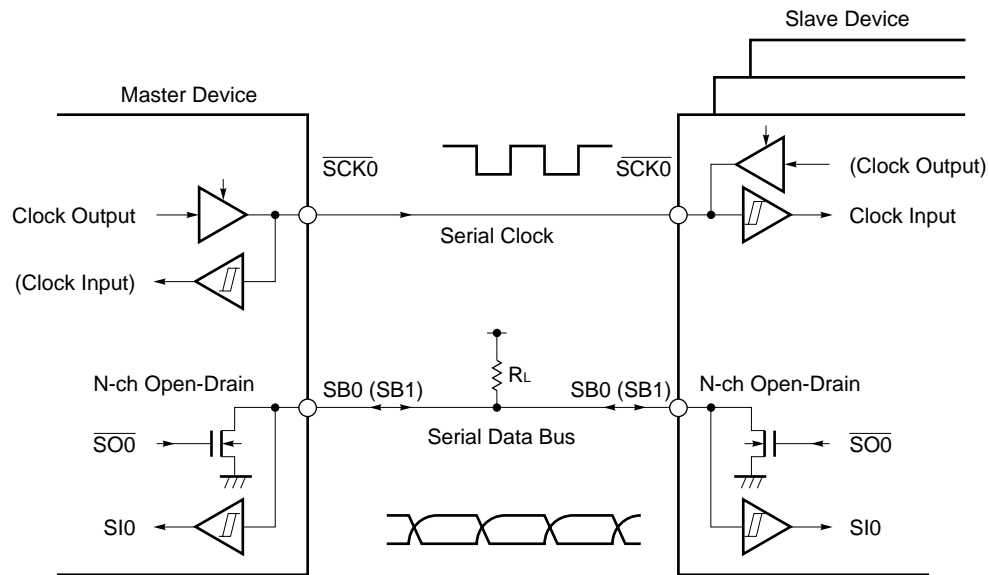 Slave Device
Master Device
SCK0
SCK0
(Clock Output)
Clock Output
Serial Clock
Clock Input
(Clock Input)
RL
N-ch Open-Drain
SB0 (SB1)
SB0 (SB1)
N-ch Open-Drain
SO0
Serial Data Bus
SO0
SI0
SI0